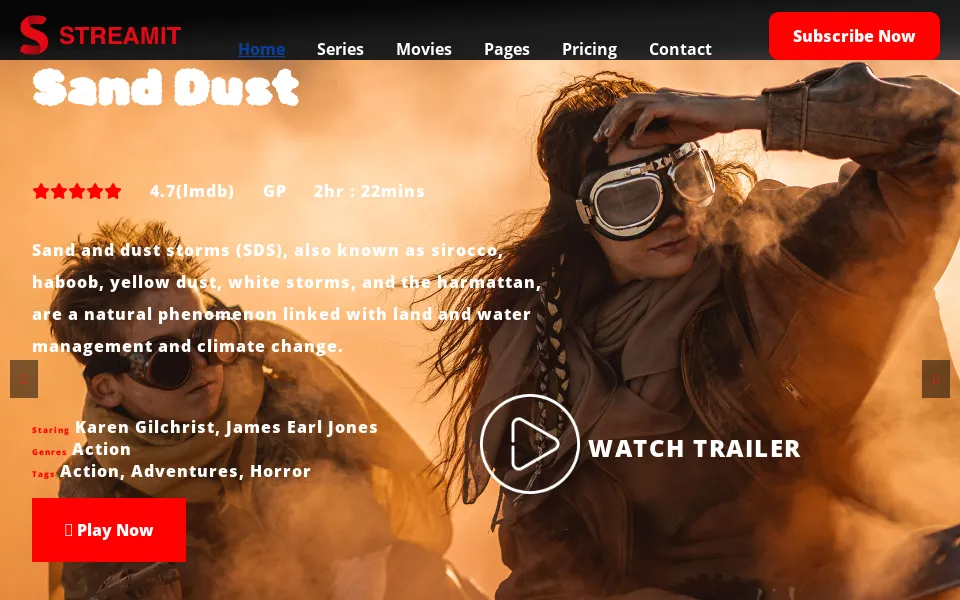 STREAMIT
Home Series Movies Pages Pricing Contact
Subscribe Now
Sand Dust
4.7(lmdb) GP 2hr : 22mins
Sand and dust storms (SDS), also known as sirocco,
haboob, yellow dust, white storms, and the harmattan,
are a natural phenomenon linked with land and water
management and climate change.
Staring Karen Gilchrist, James Earl Jones
Genres Action
Tags Action, Adventures, Horror
WATCH TRAILER
Play Now